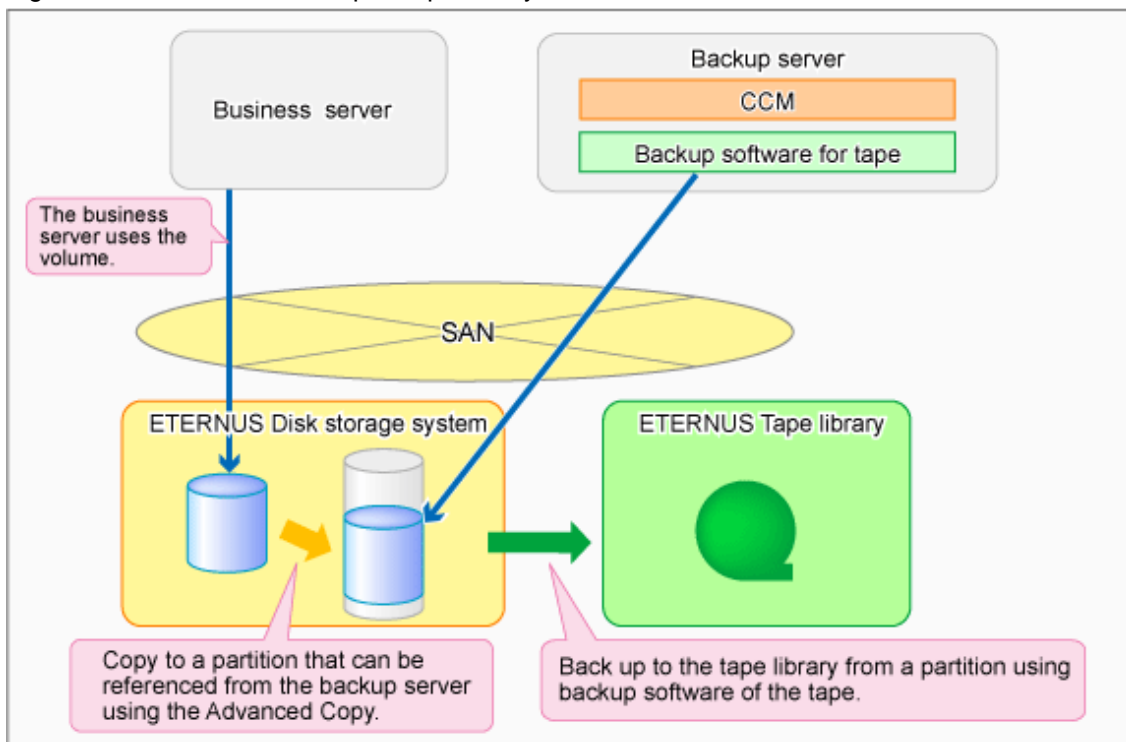 Business server
Backup server
CCM
Backup software for tape
The business
server uses the
volume.
SAN
ETERNUS Disk storage system
ETERNUS Tape library
Copy to a partition that can be
referenced from the backup server
using the Advanced Copy.
Back up to the tape library from a partition using
backup software of the tape.